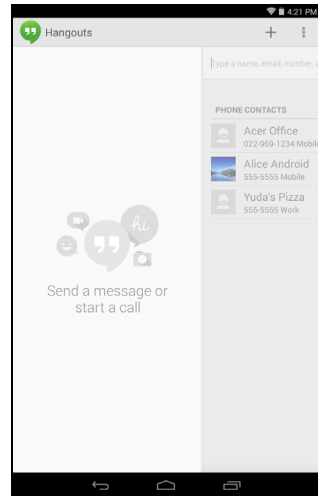 4:21 PM
Hangouts
Type a name, email, number, c
PHONE CONTACTS
Acer Office
022-969-1234 Mobile
Alice Android
555-5555 Mobile
Yuda's Pizza
555-5555 Work
hi
Send a message or
start a call